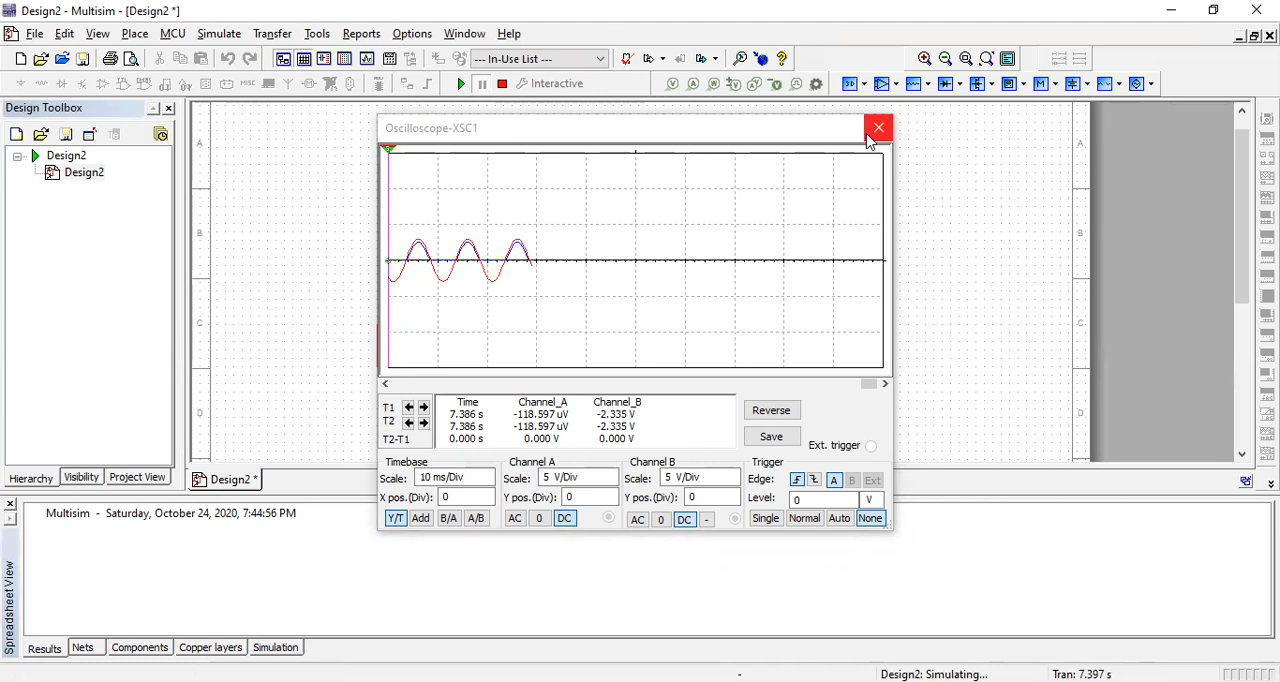 Design2 - Multisim - [Design2 *]
File Edit View Place MCU Simulate Transfer Tools Reports Options Window Help
--- In-Use List ---
Interactive
Design Toolbox
Design2
Design2
Hierarchy Visibility Project View
A
B
C
D
A
B
C
D
Oscilloscope-XSC1
T1
T2
T2-T1
Time Channel_A Channel_B
7.386 s -118.597 uV -2.335 V
7.386 s -118.597 uV -2.335 V
0.000 s 0.000 V 0.000 V
Reverse
Save
Ext. trigger
Timebase
Scale: 10 ms/Div
X pos.(Div): 0
Y/T Add B/A A/B
Channel A
Scale: 5 V/Div
Y pos.(Div): 0
AC 0 DC
Channel B
Scale: 5 V/Div
Y pos.(Div): 0
AC 0 DC -
Trigger
Edge: A B Ext
Level: 0 V
Single Normal Auto None
Design2 *
Multisim - Saturday, October 24, 2020, 7:44:56 PM
Spreadsheet View
Results Nets Components Copper layers Simulation
- Design2: Simulating... Tran: 7.397 s